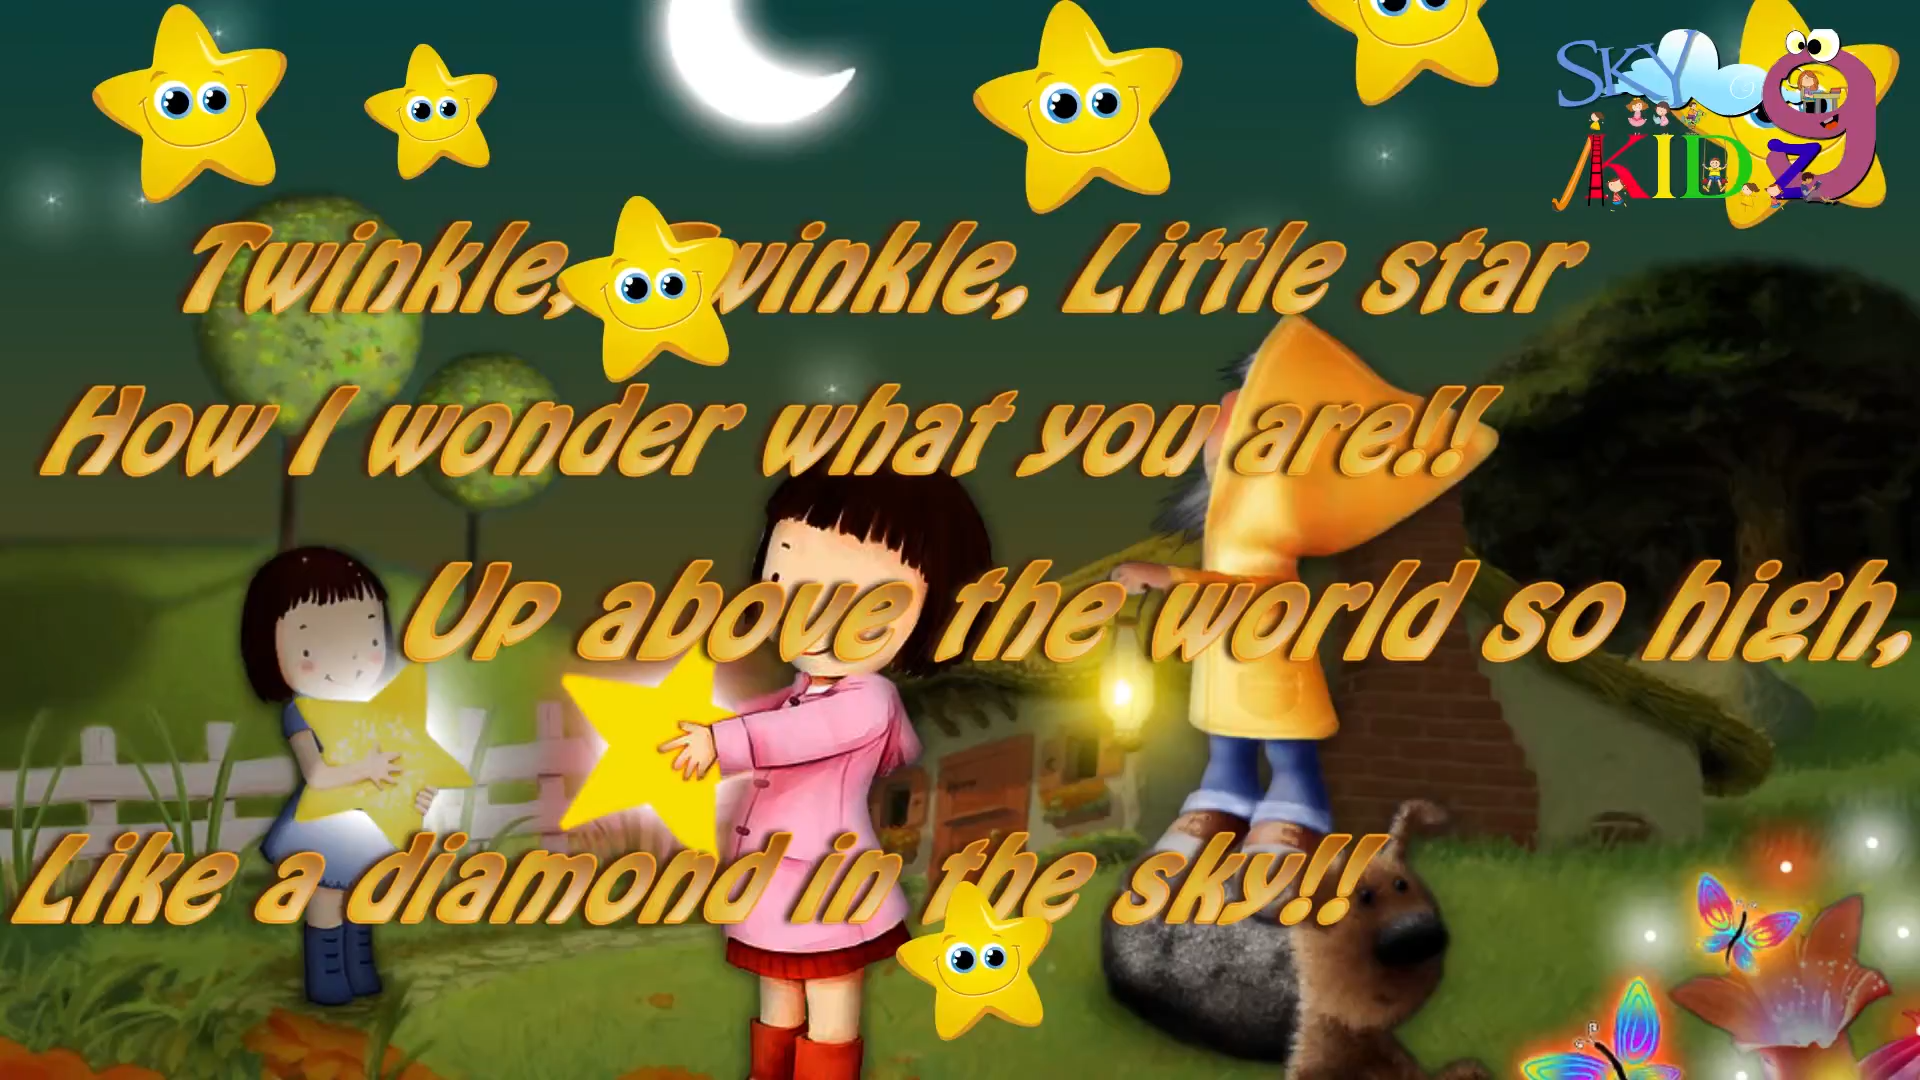 SKY
9
KIDZ
Twinkle, Twinkle, Little star
How I wonder what you are!!
Up above the world so high,
Like a diamond in the sky!!